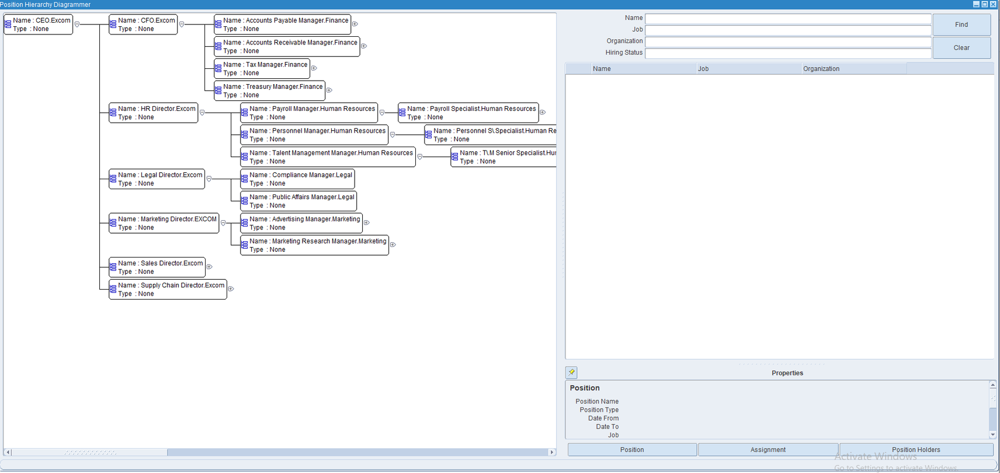 Position Hierarchy Diagrammer
Name : CEO.Excom
Type : None
Name : CFO.Excom
Type : None
Name : Accounts Payable Manager.Finance
Type : None
Name : Accounts Receivable Manager.Finance
Type : None
Name : Tax Manager.Finance
Type : None
Name : Treasury Manager.Finance
Type : None
Name : HR Director.Excom
Type : None
Name : Payroll Manager.Human Resources
Type : None
Name : Payroll Specialist.Human Resources
Type : None
Name : Personnel Manager.Human Resources
Type : None
Name : Personnel S\.Specialist.Human Re
Type : None
Name : Talent Management Manager.Human Resources
Type : None
Name : T\.M Senior Specialist.Hur
Type : None
Name : Legal Director.Excom
Type : None
Name : Compliance Manager.Legal
Type : None
Name : Public Affairs Manager.Legal
Type : None
Name : Marketing Director.EXCOM
Type : None
Name : Advertising Manager.Marketing
Type : None
Name : Marketing Research Manager.Marketing
Type : None
Name : Sales Director.Excom
Type : None
Name : Supply Chain Director.Excom
Type : None
Name
Job
Organization
Hiring Status
Find
Clear
Name Job Organization
Properties
Position
Position Name
Position Type
Date From
Date To
Job
Position Assignment Position Holders
Activate Windows
Go to Settings to activate Windows.